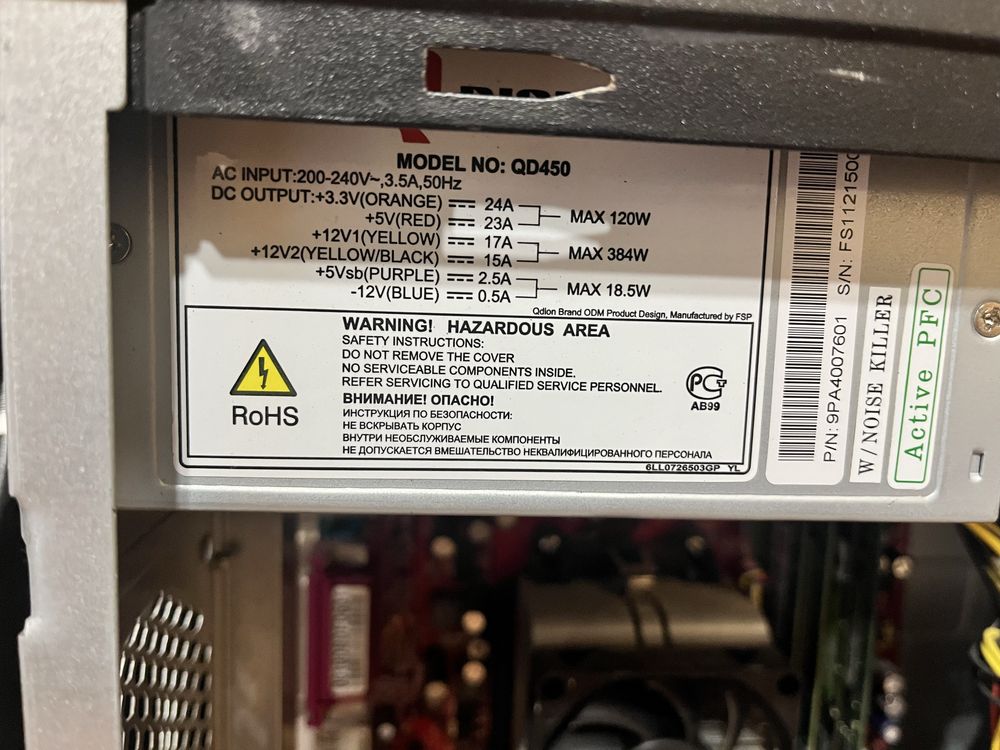 MODEL NO: QD450
AC INPUT:200-240V~,3.5A,50Hz
DC OUTPUT:+3.3V(ORANGE) 24A
+5V(RED) 23A
MAX 120W
+12V1(YELLOW) 17A
+12V2(YELLOW/BLACK) 15A
MAX 384W
+5Vsb(PURPLE) 2.5A
-12V(BLUE) 0.5A
MAX 18.5W
Qdion Brand ODM Product Design, Manufactured by FSP
WARNING! HAZARDOUS AREA
SAFETY INSTRUCTIONS:
DO NOT REMOVE THE COVER
NO SERVICEABLE COMPONENTS INSIDE.
REFER SERVICING TO QUALIFIED SERVICE PERSONNEL.
ВНИМАНИЕ! ОПАСНО!
ИНСТРУКЦИЯ ПО БЕЗОПАСНОСТИ:
НЕ ВСКРЫВАТЬ КОРПУС
ВНУТРИ НЕОБСЛУЖИВАЕМЫЕ КОМПОНЕНТЫ
НЕ ДОПУСКАЕТСЯ ВМЕШАТЕЛЬСТВО НЕКВАЛИФИЦИРОВАННОГО ПЕРСОНАЛА
RoHS
АВ99
6LL0726503GP YL
P/N: 9PA4007601 S/N: FS1121500
W/NOISE KILLER
Active PFC